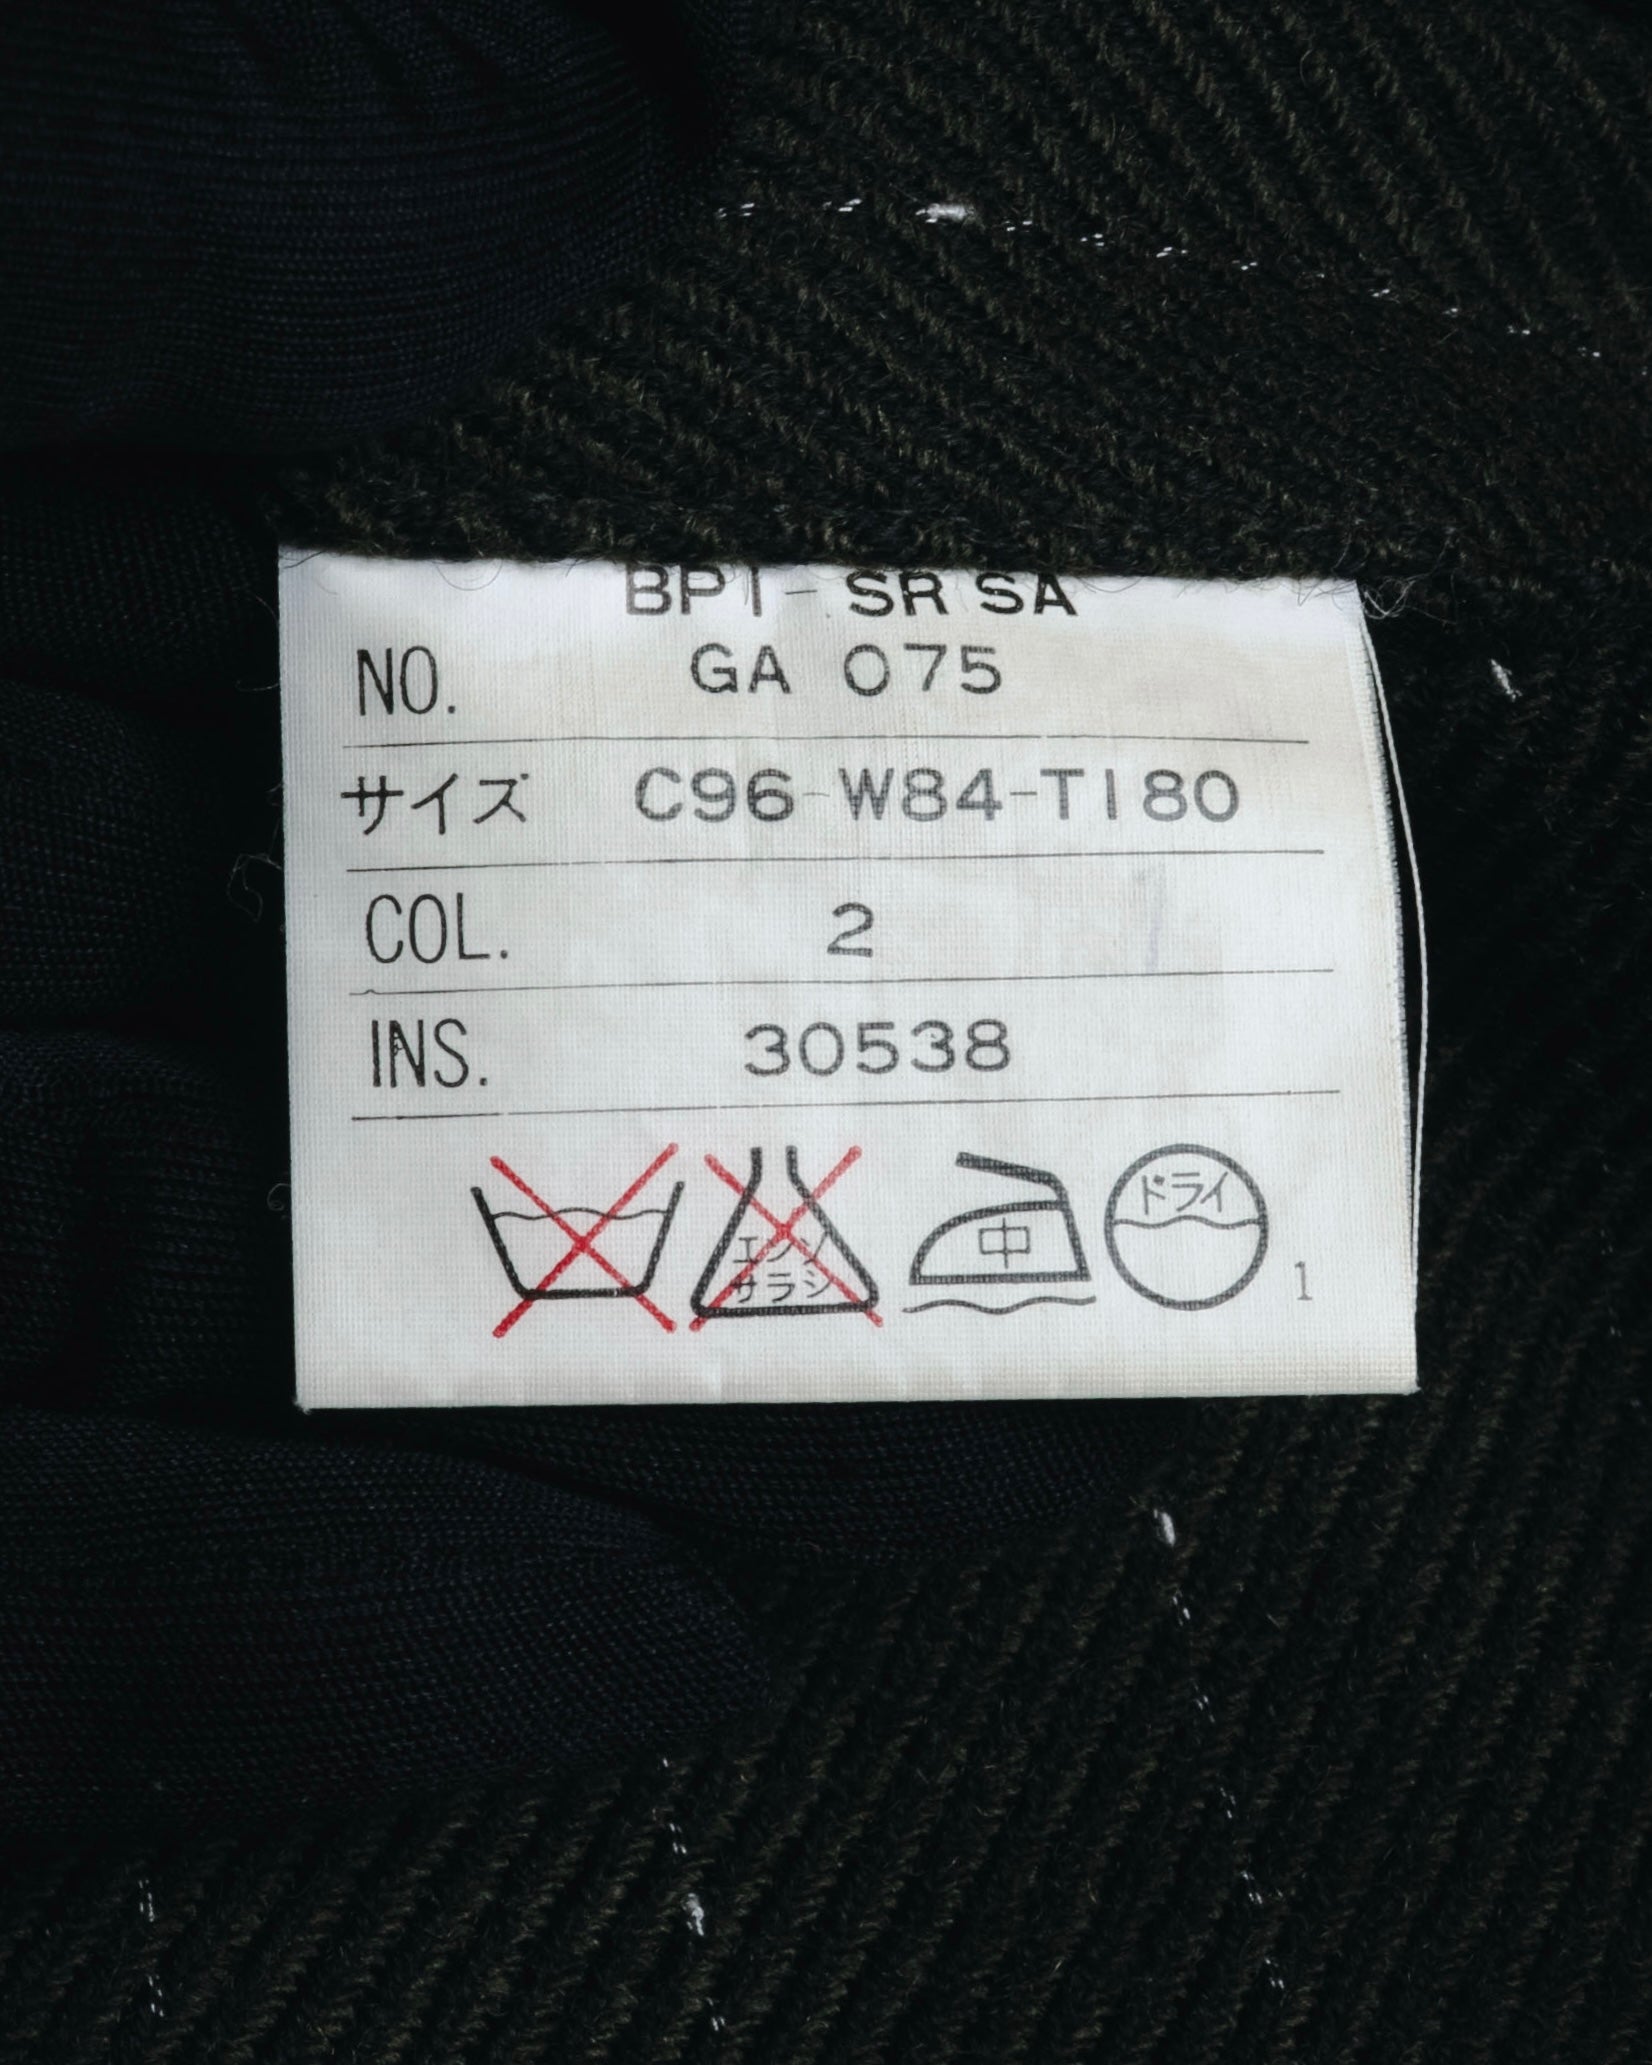 BP1-SR SA
NO. GA 075
サイズ C96-W84-T180
COL. 2
INS. 30538
エンソ
サラシ
中
ドライ
1